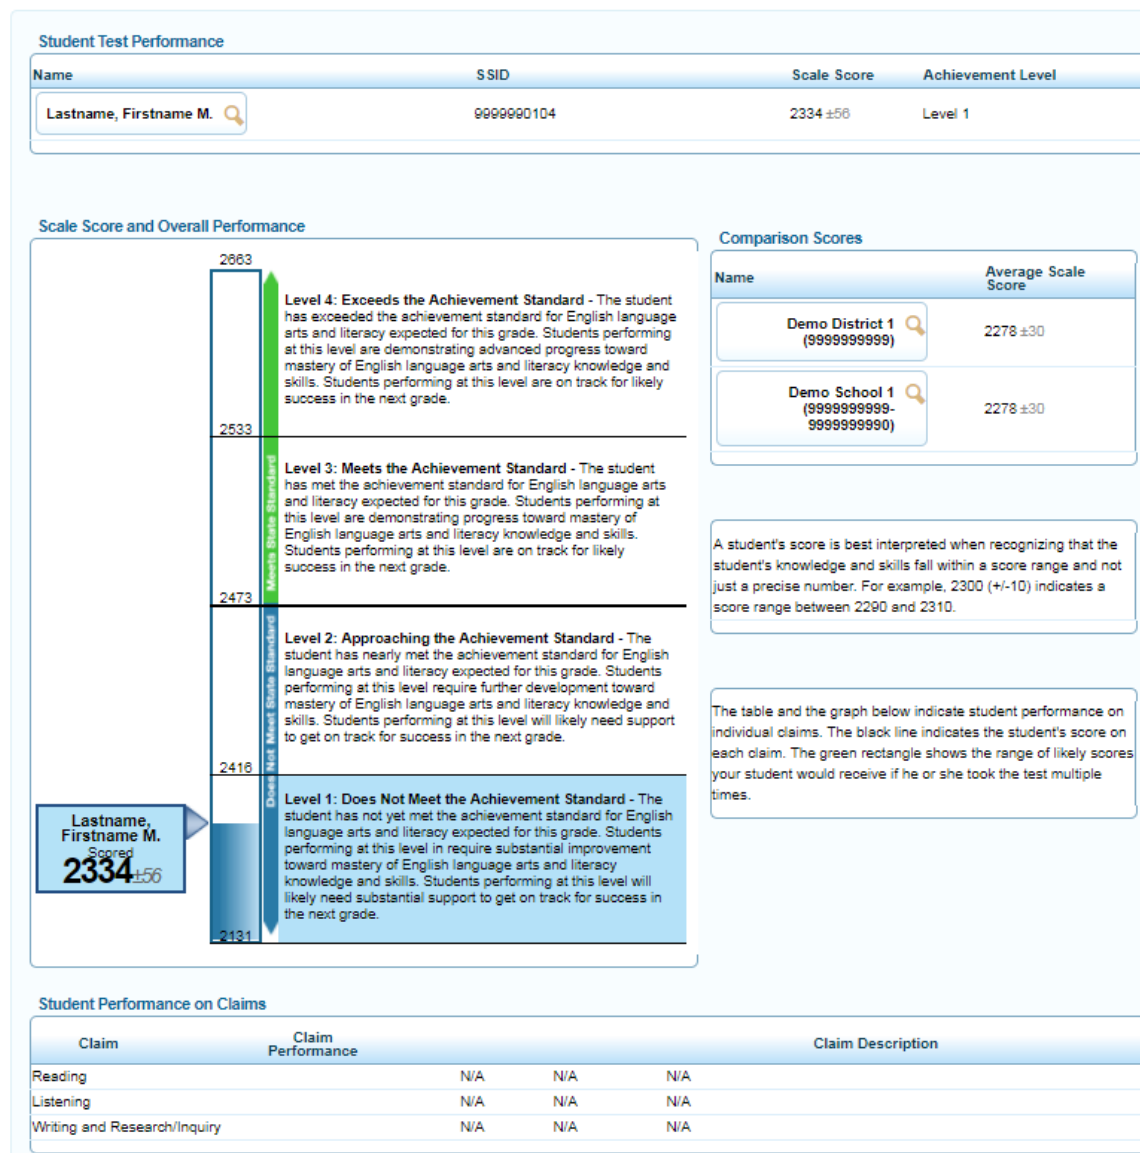 Student Test Performance
Name SSID Scale Score Achievement Level
Lastname, Firstname M. 9999990104 2334 ±56 Level 1
Scale Score and Overall Performance
2663
Level 4: Exceeds the Achievement Standard - The student
has exceeded the achievement standard for English language
arts and literacy expected for this grade. Students performing
at this level are demonstrating advanced progress toward
mastery of English language arts and literacy knowledge and
skills. Students performing at this level are on track for likely
success in the next grade.
2533
Meets State Standard
Level 3: Meets the Achievement Standard - The student
has met the achievement standard for English language arts
and literacy expected for this grade. Students performing at
this level are demonstrating progress toward mastery of
English language arts and literacy knowledge and skills.
Students performing at this level are on track for likely
success in the next grade.
2473
Does Not Meet State Standard
Level 2: Approaching the Achievement Standard - The
student has nearly met the achievement standard for English
language arts and literacy expected for this grade. Students
performing at this level require further development toward
mastery of English language arts and literacy knowledge and
skills. Students performing at this level will likely need support
to get on track for success in the next grade.
2416
Level 1: Does Not Meet the Achievement Standard - The
student has not yet met the achievement standard for English
language arts and literacy expected for this grade. Students
performing at this level in require substantial improvement
toward mastery of English language arts and literacy
knowledge and skills. Students performing at this level will
likely need substantial support to get on track for success in
the next grade.
Lastname,
Firstname M.
Scored
2334±56
2131
Comparison Scores
Name Average Scale
Score
Demo District 1
(9999999999) 2278 ±30
Demo School 1
(9999999999-
9999999990) 2278 ±30
A student's score is best interpreted when recognizing that the
student's knowledge and skills fall within a score range and not
just a precise number. For example, 2300 (+/-10) indicates a
score range between 2290 and 2310.
The table and the graph below indicate student performance on
individual claims. The black line indicates the student's score on
each claim. The green rectangle shows the range of likely scores
your student would receive if he or she took the test multiple
times.
Student Performance on Claims
Claim Claim
Performance Claim Description
Reading N/A N/A N/A
Listening N/A N/A N/A
Writing and Research/Inquiry N/A N/A N/A